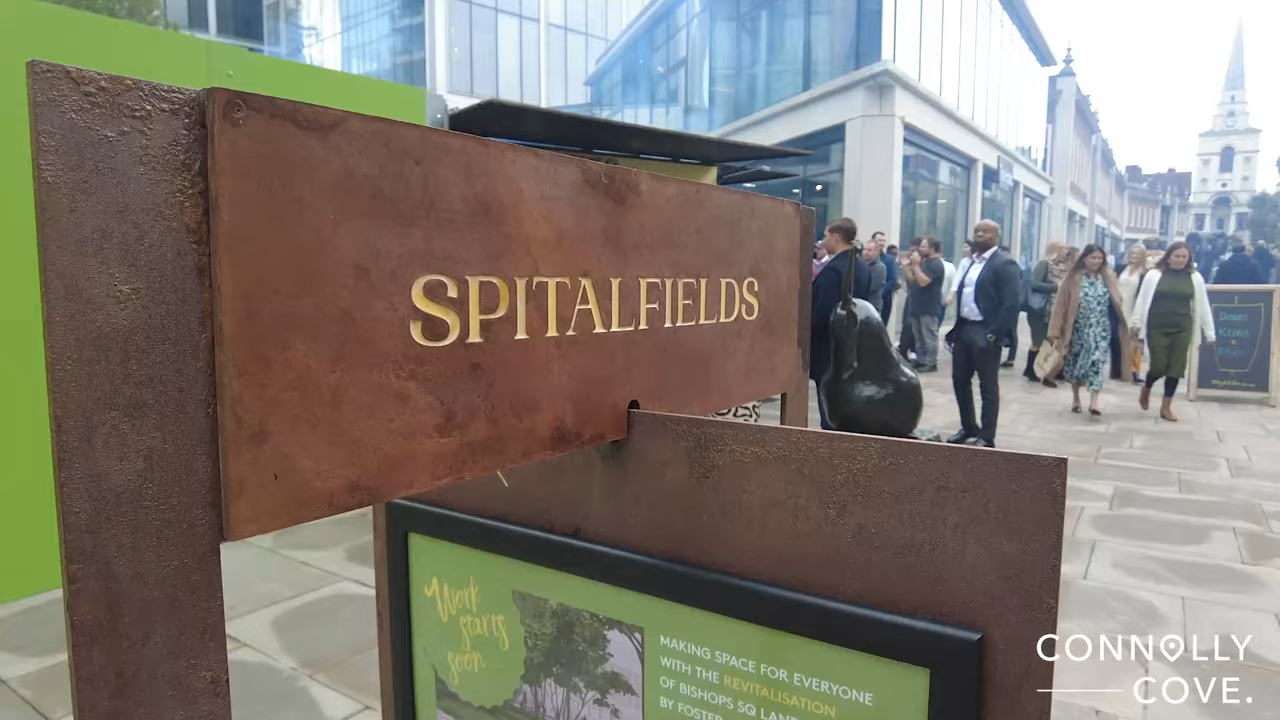 SPITALFIELDS
Work
starts
soon
MAKING SPACE FOR EVERYONE
WITH THE REVITALISATION
OF BISHOPS SQ
BY FOSTER
CONNOLLY
COVE.